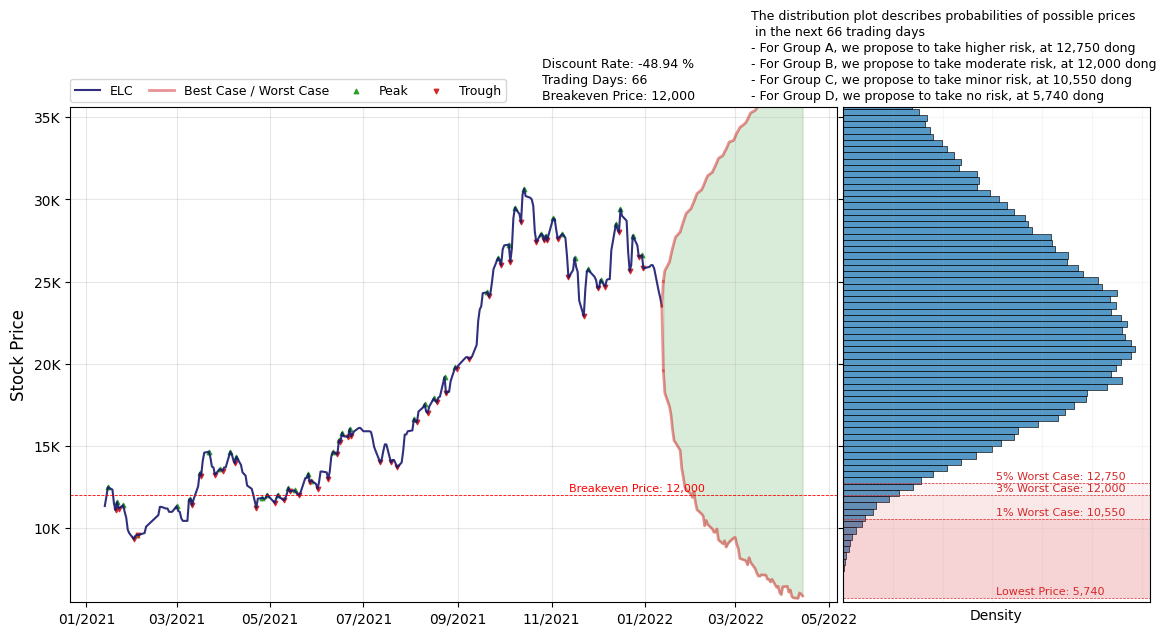 The distribution plot describes probabilities of possible prices
in the next 66 trading days
- For Group A, we propose to take higher risk, at 12,750 dong
- For Group B, we propose to take moderate risk, at 12,000 dong
- For Group C, we propose to take minor risk, at 10,550 dong
- For Group D, we propose to take no risk, at 5,740 dong
Discount Rate: -48.94 %
Trading Days: 66
Breakeven Price: 12,000
ELC Best Case / Worst Case Peak Trough
Stock Price
35K
30K
25K
20K
15K
10K
Breakeven Price: 12,000
5% Worst Case: 12,750
3% Worst Case: 12,000
1% Worst Case: 10,550
Lowest Price: 5,740
01/2021 03/2021 05/2021 07/2021 09/2021 11/2021 01/2022 03/2022 05/2022
Density